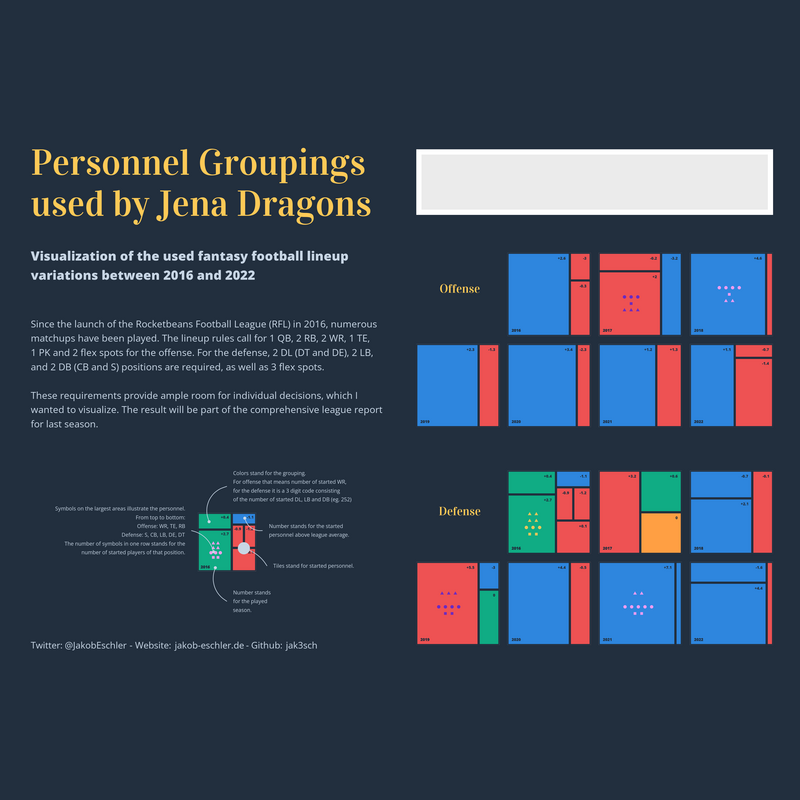 Personnel Groupings
used by Jena Dragons
Visualization of the used fantasy football lineup
variations between 2016 and 2022
Since the launch of the Rocketbeans Football League (RFL) in 2016, numerous
matchups have been played. The lineup rules call for 1 QB, 2 RB, 2 WR, 1 TE,
1 PK and 2 flex spots for the offense. For the defense, 2 DL (DT and DE), 2 LB,
and 2 DB (CB and S) positions are required, as well as 3 flex spots.
These requirements provide ample room for individual decisions, which I
wanted to visualize. The result will be part of the comprehensive league report
for last season.
Colors stand for the grouping.
For offense that means number of started WR,
for the defense it is a 3 digit code consisting
of the number of started DL, LB and DB (eg. 252)
Symbols on the largest areas illustrate the personnel.
From top to bottom:
Offense: WR, TE, RB
Defense: S, CB, LB, DE, DT
The number of symbols in one row stands for the
number of started players of that position.
Number stands for the started
personnel above league average.
Tiles stand for started personnel.
Number stands
for the played
season.
Twitter: @JakobEschler - Website: jakob-eschler.de - Github: jak3sch
Offense
2016
2017
2018
2019
2020
2021
2022
Defense
2016
2017
2018
2019
2020
2021
2022